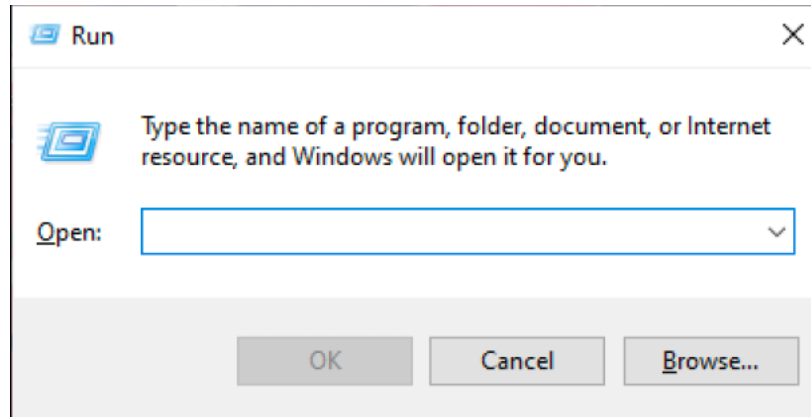 Run
Type the name of a program, folder, document, or Internet
resource, and Windows will open it for you.
Open:
OK Cancel Browse...